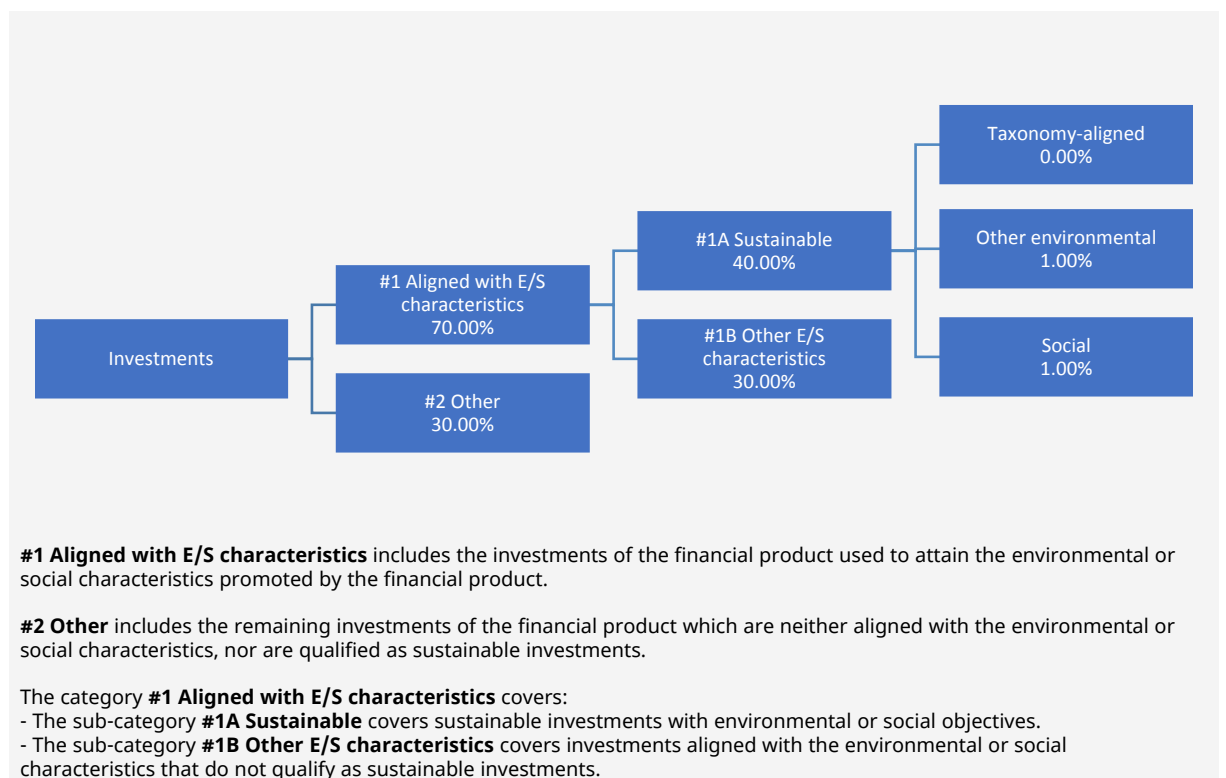 Taxonomy-aligned
0.00%
#1A Sustainable
40.00%
Other environmental
1.00%
#1 Aligned with E/S
characteristics
70.00%
Investments
#1B Other E/S
characteristics
30.00%
Social
1.00%
#2 Other
30.00%
#1 Aligned with E/S characteristics includes the investments of the financial product used to attain the environmental or
social characteristics promoted by the financial product.
#2 Other includes the remaining investments of the financial product which are neither aligned with the environmental or
social characteristics, nor are qualified as sustainable investments.
The category #1 Aligned with E/S characteristics covers:
- The sub-category #1A Sustainable covers sustainable investments with environmental or social objectives.
- The sub-category #1B Other E/S characteristics covers investments aligned with the environmental or social
characteristics that do not qualify as sustainable investments.